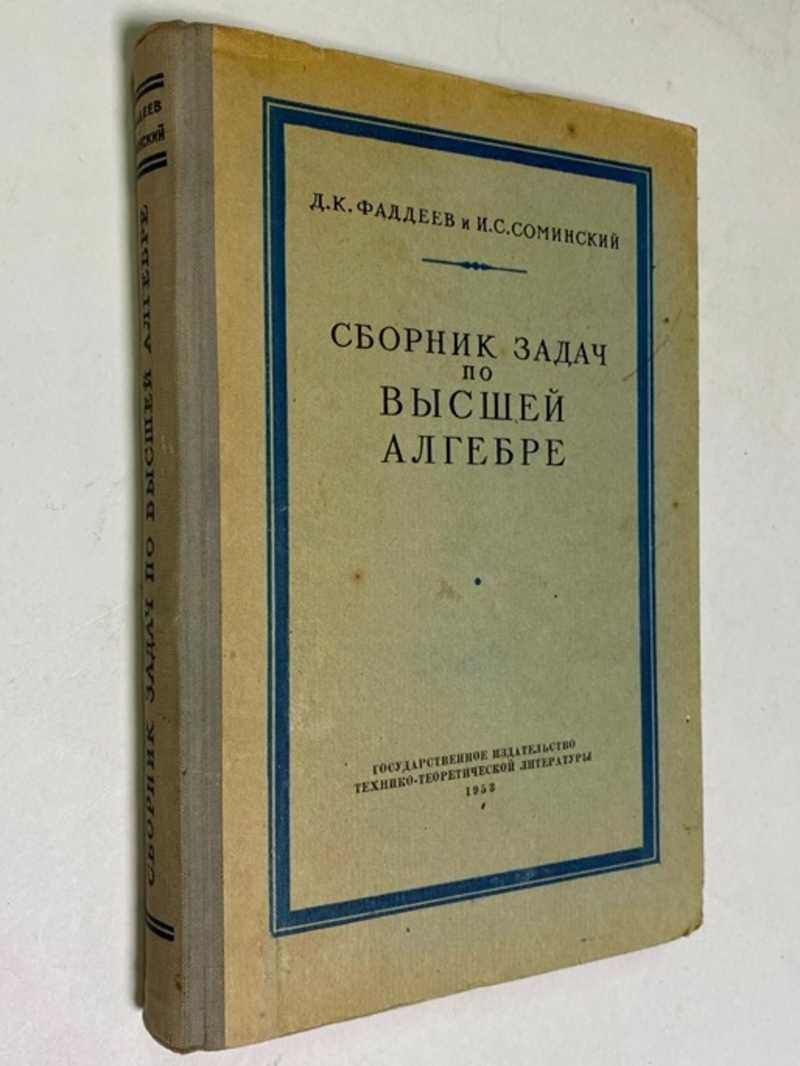 Д.К.ФАДДЕЕВ и И.С.СОМИНСКИЙ
СБОРНИК ЗАДАЧ
ПО
ВЫСШЕЙ
АЛГЕБРЕ
ГОСУДАРСТВЕННОЕ ИЗДАТЕЛЬСТВО
ТЕХНИКО-ТЕОРЕТИЧЕСКОЙ ЛИТЕРАТУРЫ
1953
СБОРНИК ЗАДАЧ ПО ВЫСШЕЙ АЛГЕБРЕ